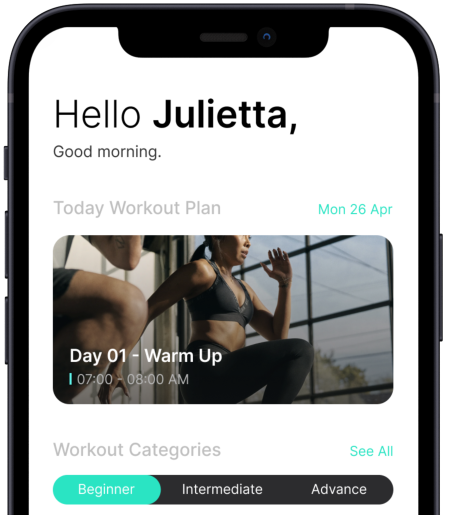 Hello Julietta,
Good morning.
Today Workout Plan Mon 26 Apr
Day 01 - Warm Up
07:00 - 08:00 AM
Workout Categories See All
Beginner Intermediate Advance